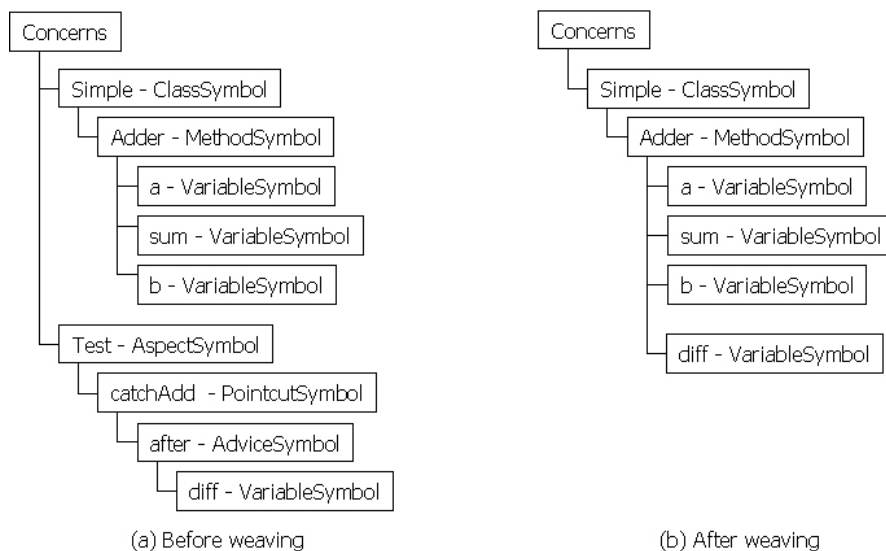 Concerns
Simple - ClassSymbol
Adder - MethodSymbol
a - VariableSymbol
sum - VariableSymbol
b - VariableSymbol
Test - AspectSymbol
catchAdd - PointcutSymbol
after - AdviceSymbol
diff - VariableSymbol
(a) Before weaving
Concerns
Simple - ClassSymbol
Adder - MethodSymbol
a - VariableSymbol
sum - VariableSymbol
b - VariableSymbol
diff - VariableSymbol
(b) After weaving